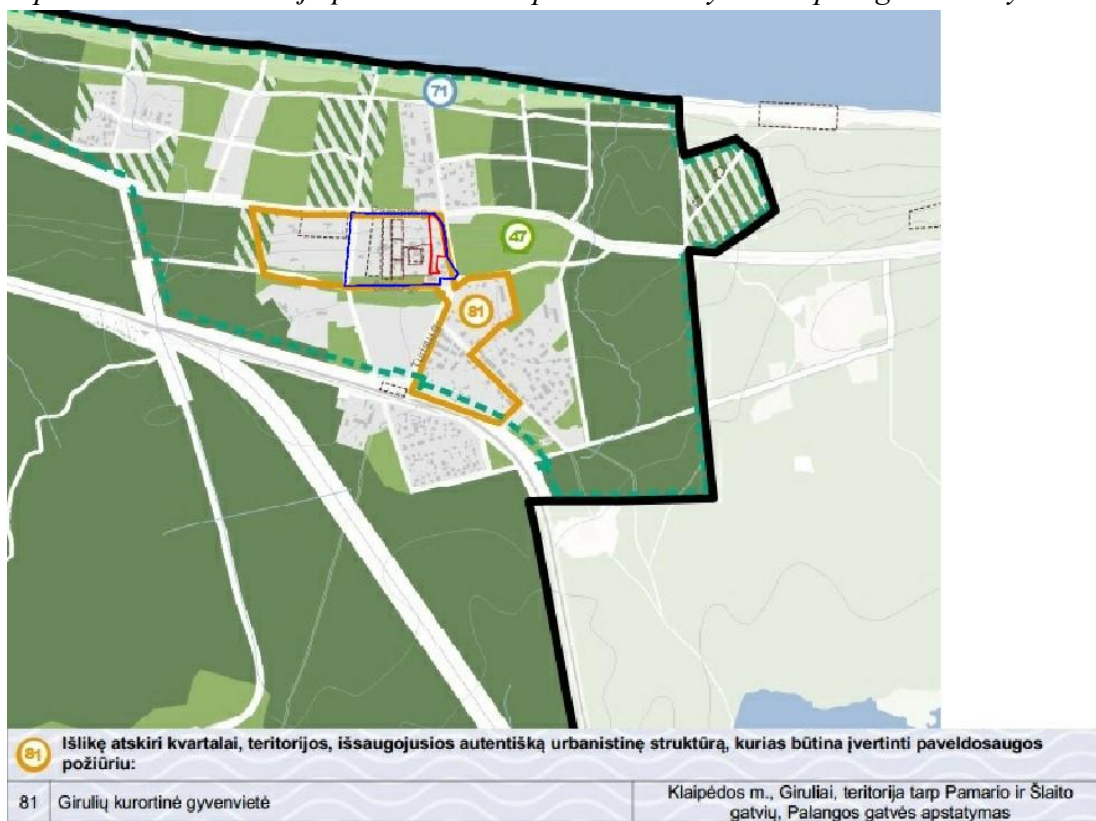 71
47
81
81 Išlikę atskiri kvartalai, teritorijos, išsaugojusios autentišką urbanistinę struktūrą, kurias būtina įvertinti paveldosaugos
požiūriu:
81 Girulių kurortinė gyvenvietė
Klaipėdos m., Giruliai, teritorija tarp Pamario ir Šlaito
gatvių, Palangos gatvės apstatymas